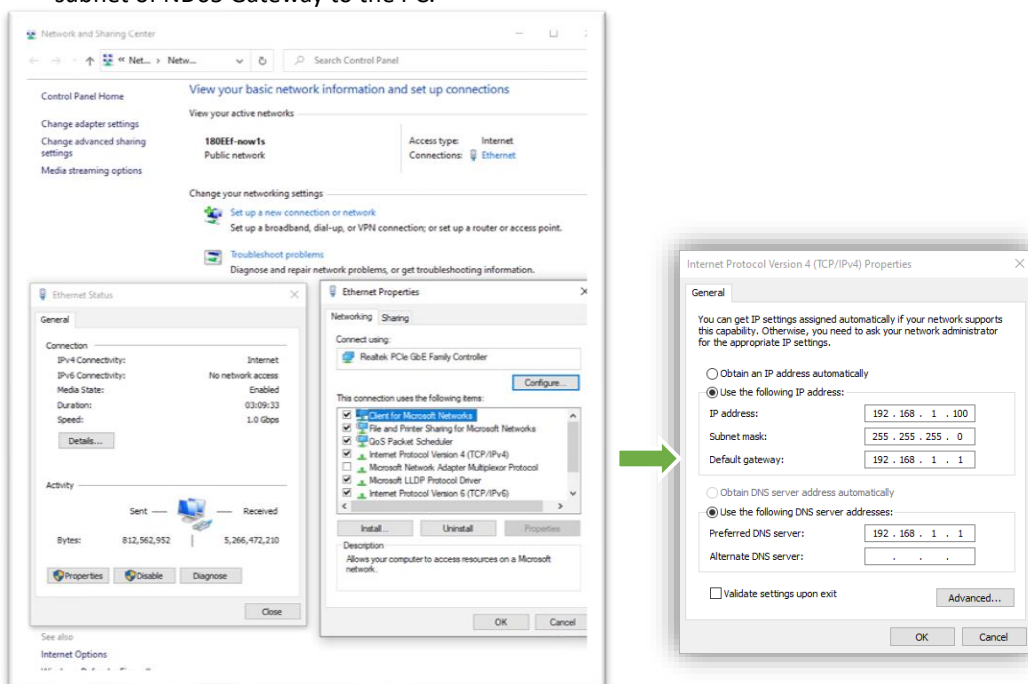 subnet of ND03 Gateway to the PC.
Network and Sharing Center
« Net... › Netw...
Search Control Panel
Control Panel Home
Change adapter settings
Change advanced sharing
settings
Media streaming options
View your basic network information and set up connections
View your active networks
180EEf-now1s
Public network
Access type: Internet
Connections: Ethernet
Change your networking settings
Set up a new connection or network
Set up a broadband, dial-up, or VPN connection; or set up a router or access point.
Troubleshoot problems
Diagnose and repair network problems, or get troubleshooting information.
Ethernet Status
General
Connection
IPv4 Connectivity: Internet
IPv6 Connectivity: No network access
Media State: Enabled
Duration: 03:09:33
Speed: 1.0 Gbps
Details...
Activity
Sent — — Received
Bytes: 812,562,952 | 5,266,472,210
Properties Disable Diagnose
Close
See also
Internet Options
Ethernet Properties
Networking Sharing
Connect using:
Realtek PCIe GbE Family Controller
Configure...
This connection uses the following items:
Client for Microsoft Networks
File and Printer Sharing for Microsoft Networks
QoS Packet Scheduler
Internet Protocol Version 4 (TCP/IPv4)
Microsoft Network Adapter Multiplexor Protocol
Microsoft LLDP Protocol Driver
Internet Protocol Version 6 (TCP/IPv6)
Install... Uninstall Properties
Description
Allows your computer to access resources on a Microsoft
network.
OK Cancel
Internet Protocol Version 4 (TCP/IPv4) Properties
General
You can get IP settings assigned automatically if your network supports
this capability. Otherwise, you need to ask your network administrator
for the appropriate IP settings.
Obtain an IP address automatically
Use the following IP address:
IP address: 192 . 168 . 1 . 100
Subnet mask: 255 . 255 . 255 . 0
Default gateway: 192 . 168 . 1 . 1
Obtain DNS server address automatically
Use the following DNS server addresses:
Preferred DNS server: 192 . 168 . 1 . 1
Alternate DNS server: . . .
Validate settings upon exit
Advanced...
OK Cancel